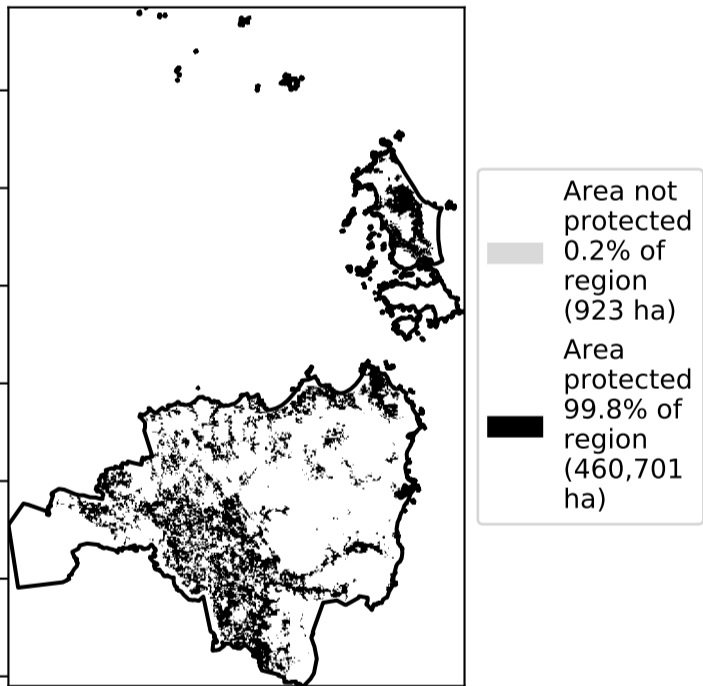 Area not
protected
0.2% of
region
(923 ha)
Area
protected
99.8% of
region
(460,701
ha)